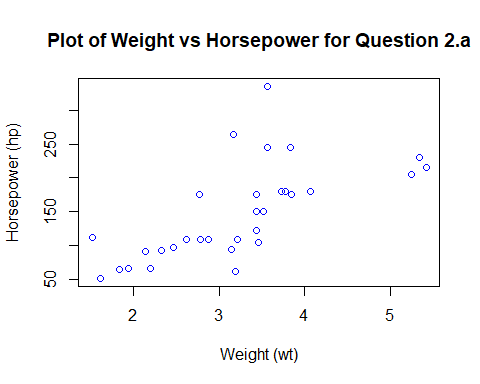 Plot of Weight vs Horsepower for Question 2.a
Horsepower (hp)
250
150
50
2 3 4 5
Weight (wt)